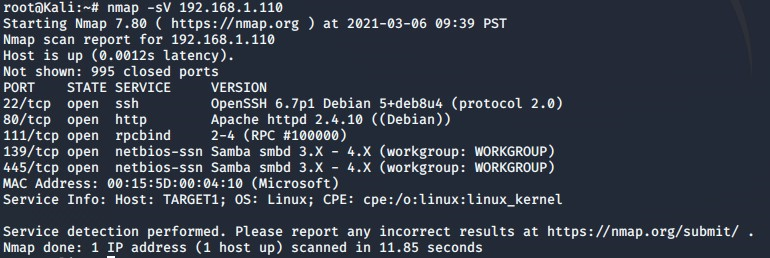 root@Kali:~# nmap -sV 192.168.1.110
Starting Nmap 7.80 ( https://nmap.org ) at 2021-03-06 09:39 PST
Nmap scan report for 192.168.1.110
Host is up (0.0012s latency).
Not shown: 995 closed ports
PORT    STATE SERVICE     VERSION
22/tcp  open  ssh         OpenSSH 6.7p1 Debian 5+deb8u4 (protocol 2.0)
80/tcp  open  http        Apache httpd 2.4.10 ((Debian))
111/tcp open  rpcbind     2-4 (RPC #100000)
139/tcp open  netbios-ssn Samba smbd 3.X - 4.X (workgroup: WORKGROUP)
445/tcp open  netbios-ssn Samba smbd 3.X - 4.X (workgroup: WORKGROUP)
MAC Address: 00:15:5D:00:04:10 (Microsoft)
Service Info: Host: TARGET1; OS: Linux; CPE: cpe:/o:linux:linux_kernel
Service detection performed. Please report any incorrect results at https://nmap.org/submit/ .
Nmap done: 1 IP address (1 host up) scanned in 11.85 seconds